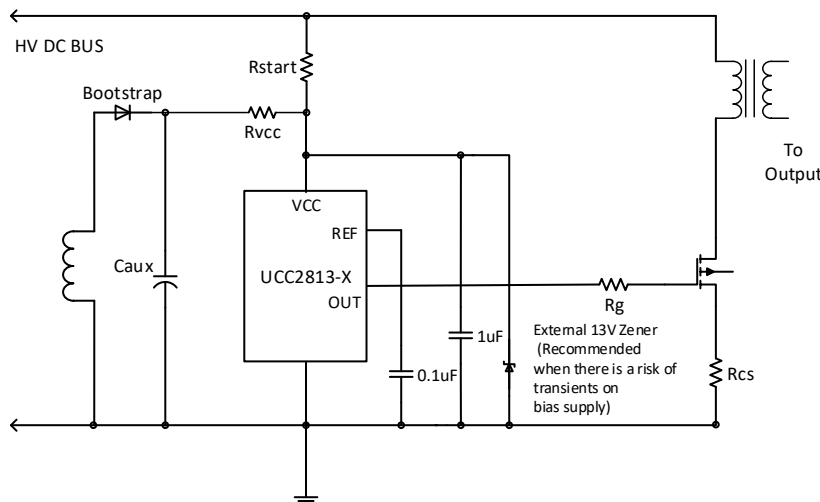 HV DC BUS
Rstart
Bootstrap
Rvcc
To
Output
VCC
REF
Caux
UCC2813-X
OUT
Rg
1uF
External 13V Zener
(Recommended
when there is a risk of
transients on
bias supply)
0.1uF
Rcs